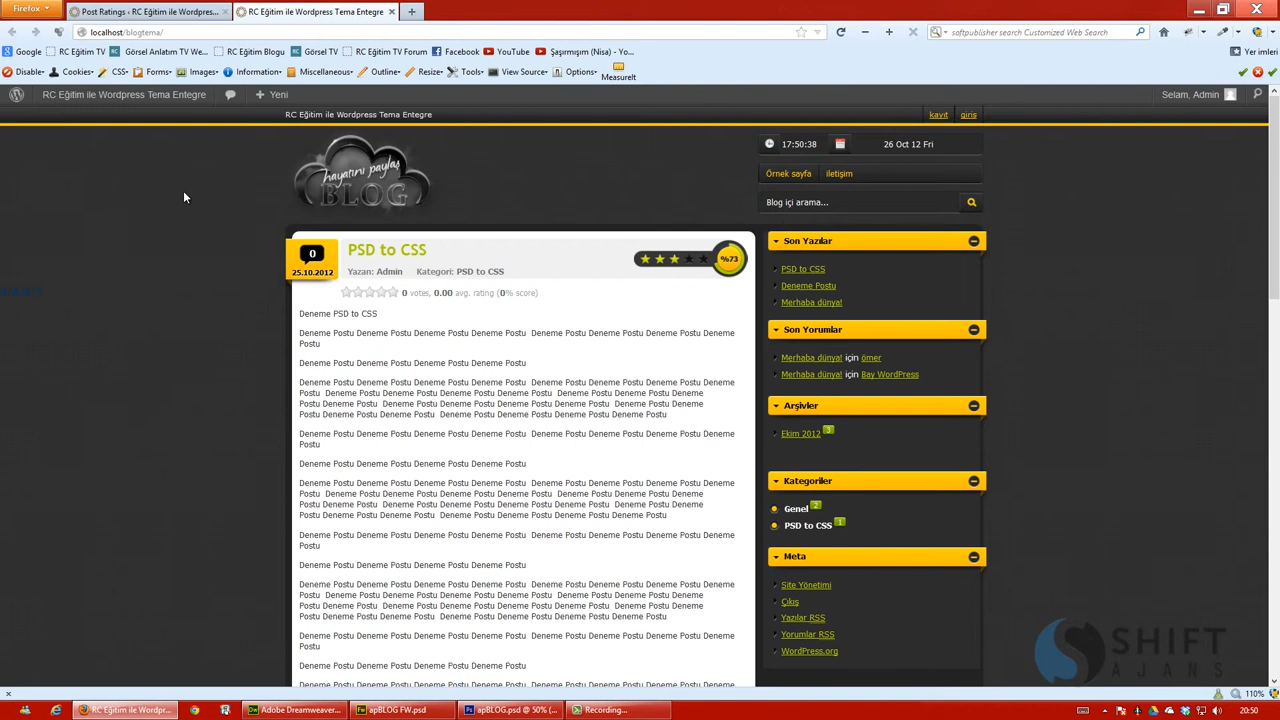 Firefox
Post Ratings ‹ RC Eğitim ile Wordpres...
RC Eğitim ile Wordpress Tema Entegre
localhost/blogtema/
softpublisher search Customized Web Search
Google
RC Eğitim TV
Görsel Anlatım TV We...
RC Eğitim Blogu
Görsel TV
RC Eğitim TV Forum
Facebook
YouTube
Şaşırmışım (Nisa) - Yo...
Yer imleri
Disable
Cookies
CSS
Forms
Images
Information
Miscellaneous
Outline
Resize
Tools
View Source
Options
MeasureIt
RC Eğitim ile Wordpress Tema Entegre
Yeni
Selam, Admin
RC Eğitim ile Wordpress Tema Entegre
kayıt
giris
hayatını paylaş
BLOG
17:50:38
26 Oct 12 Fri
Örnek sayfa
iletişim
Blog içi arama...
0
25.10.2012
PSD to CSS
Yazan: Admin Kategori: PSD to CSS
%73
0 votes, 0.00 avg. rating (0% score)
Deneme PSD to CSS
Deneme Postu Deneme Postu Deneme Postu Deneme Postu Deneme Postu Deneme Postu Deneme Postu Deneme
Postu
Deneme Postu Deneme Postu Deneme Postu Deneme Postu
Deneme Postu Deneme Postu Deneme Postu Deneme Postu Deneme Postu Deneme Postu Deneme Postu Deneme
Postu Deneme Postu Deneme Postu Deneme Postu Deneme Postu Deneme Postu Deneme Postu Deneme
Postu Deneme Postu Deneme Postu Deneme Postu Deneme Postu Deneme Postu Deneme Postu Deneme
Postu Deneme Postu Deneme Postu Deneme Postu Deneme Postu Deneme Postu Deneme Postu
Deneme Postu Deneme Postu Deneme Postu Deneme Postu Deneme Postu Deneme Postu Deneme Postu Deneme
Postu
Deneme Postu Deneme Postu Deneme Postu Deneme Postu
Deneme Postu Deneme Postu Deneme Postu Deneme Postu Deneme Postu Deneme Postu Deneme Postu Deneme
Postu Deneme Postu Deneme Postu Deneme Postu Deneme Postu Deneme Postu Deneme Postu Deneme
Postu Deneme Postu Deneme Postu Deneme Postu Deneme Postu Deneme Postu Deneme Postu Deneme
Postu Deneme Postu Deneme Postu Deneme Postu Deneme Postu Deneme Postu Deneme Postu
Deneme Postu Deneme Postu Deneme Postu Deneme Postu Deneme Postu Deneme Postu Deneme Postu Deneme
Postu
Deneme Postu Deneme Postu Deneme Postu Deneme Postu
Deneme Postu Deneme Postu Deneme Postu Deneme Postu Deneme Postu Deneme Postu Deneme Postu Deneme
Postu Deneme Postu Deneme Postu Deneme Postu Deneme Postu Deneme Postu Deneme Postu Deneme
Postu Deneme Postu Deneme Postu Deneme Postu Deneme Postu Deneme Postu Deneme Postu Deneme
Postu Deneme Postu Deneme Postu Deneme Postu Deneme Postu Deneme Postu Deneme Postu
Deneme Postu Deneme Postu Deneme Postu Deneme Postu Deneme Postu Deneme Postu Deneme Postu Deneme
Postu
Deneme Postu Deneme Postu Deneme Postu Deneme Postu
Son Yazılar
PSD to CSS
Deneme Postu
Merhaba dünya!
Son Yorumlar
Merhaba dünya! için ömer
Merhaba dünya! için Bay WordPress
Arşivler
Ekim 2012 3
Kategoriler
Genel 2
PSD to CSS 1
Meta
Site Yönetimi
Çıkış
Yazılar RSS
Yorumlar RSS
WordPress.org
SHIFT
AJANS
110%
RC Eğitim ile Wordpr...
Adobe Dreamweaver...
apBLOG FW.psd
apBLOG.psd @ 50% (...
Recording...
20:50